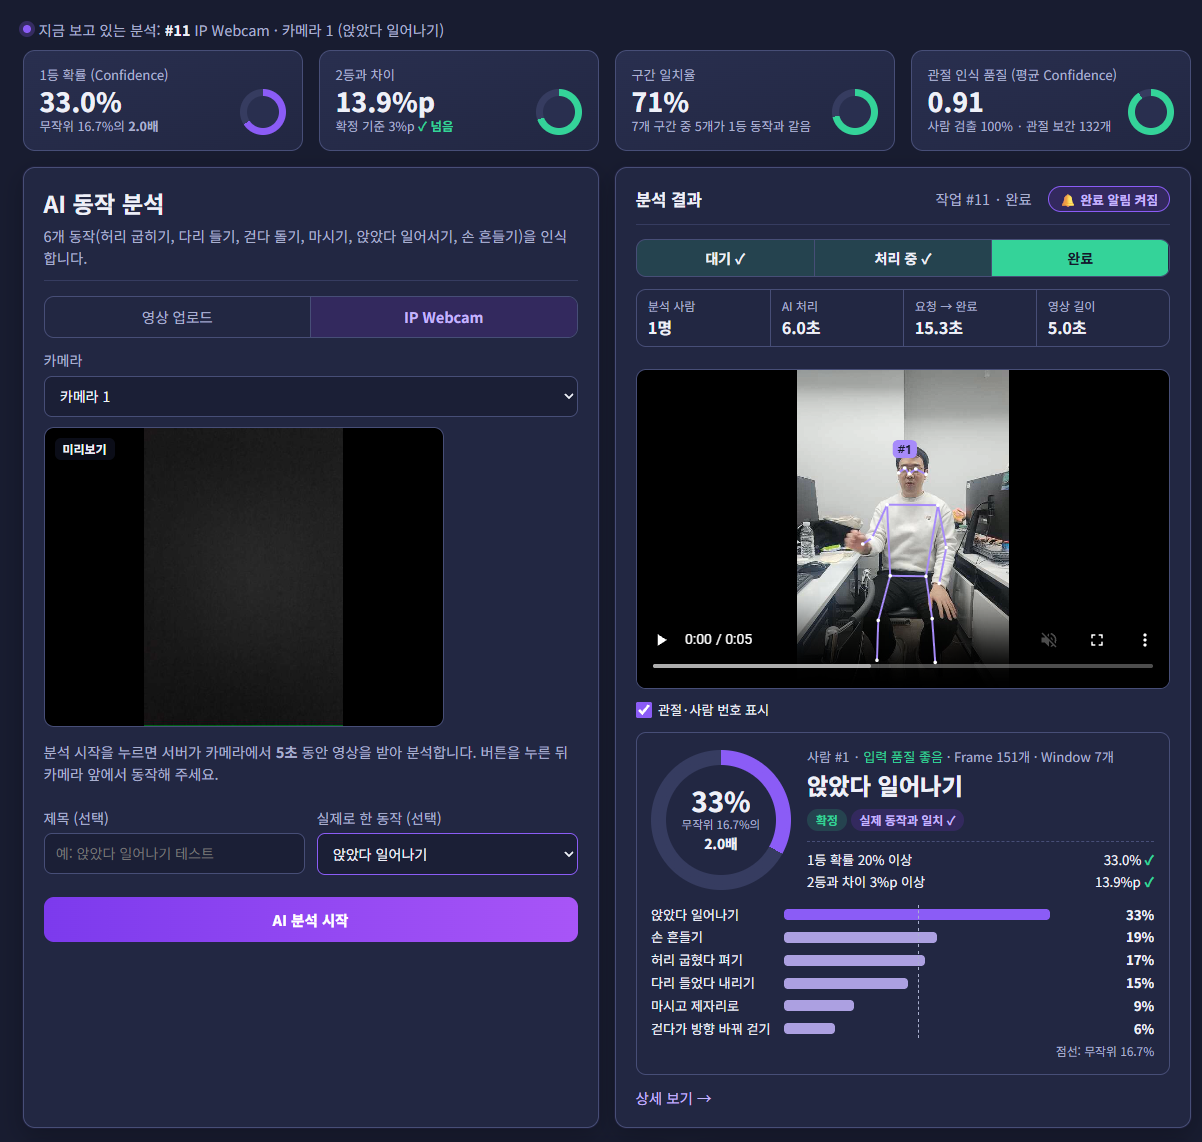 지금 보고 있는 분석: #11 IP Webcam · 카메라 1 (앉았다 일어나기)
1등 확률 (Confidence)
33.0%
무작위 16.7%의 2.0배
2등과 차이
13.9%p
확정 기준 3%p ✓ 넘음
구간 일치율
71%
7개 구간 중 5개가 1등 동작과 같음
관절 인식 품질 (평균 Confidence)
0.91
사람 검출 100% · 관절 보간 132개
AI 동작 분석
6개 동작(허리 굽히기, 다리 들기, 걷다 돌기, 마시기, 앉았다 일어서기, 손 흔들기)을 인식
합니다.
영상 업로드
IP Webcam
카메라
카메라 1
미리보기
분석 시작을 누르면 서버가 카메라에서 5초 동안 영상을 받아 분석합니다. 버튼을 누른 뒤
카메라 앞에서 동작해 주세요.
제목 (선택)
실제로 한 동작 (선택)
예: 앉았다 일어나기 테스트
앉았다 일어나기
AI 분석 시작
분석 결과
작업 #11 · 완료
🔔 완료 알림 켜짐
대기 ✓
처리 중 ✓
완료
분석 사람
1명
AI 처리
6.0초
요청 → 완료
15.3초
영상 길이
5.0초
#1
0:00 / 0:05
관절·사람 번호 표시
33%
무작위 16.7%의
2.0배
사람 #1 · 입력 품질 좋음 · Frame 151개 · Window 7개
앉았다 일어나기
확정
실제 동작과 일치 ✓
1등 확률 20% 이상
33.0% ✓
2등과 차이 3%p 이상
13.9%p ✓
앉았다 일어나기
33%
손 흔들기
19%
허리 굽혔다 펴기
17%
다리 들었다 내리기
15%
마시고 제자리로
9%
걷다가 방향 바꿔 걷기
6%
점선: 무작위 16.7%
상세 보기 →